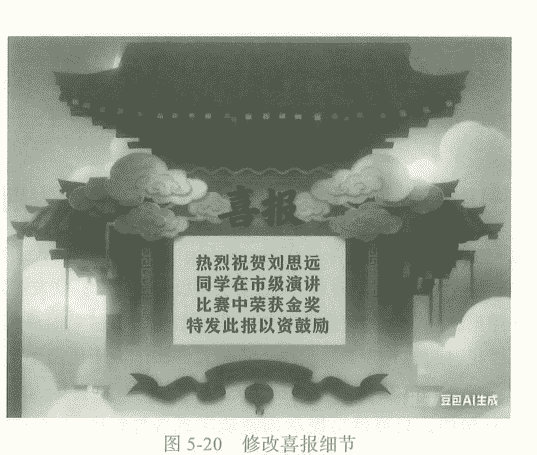 喜报
热烈祝贺刘思远
同学在市级演讲
比赛中荣获金奖
特发此报以资鼓励
豆包AI生成
图 5-20 修改喜报细节